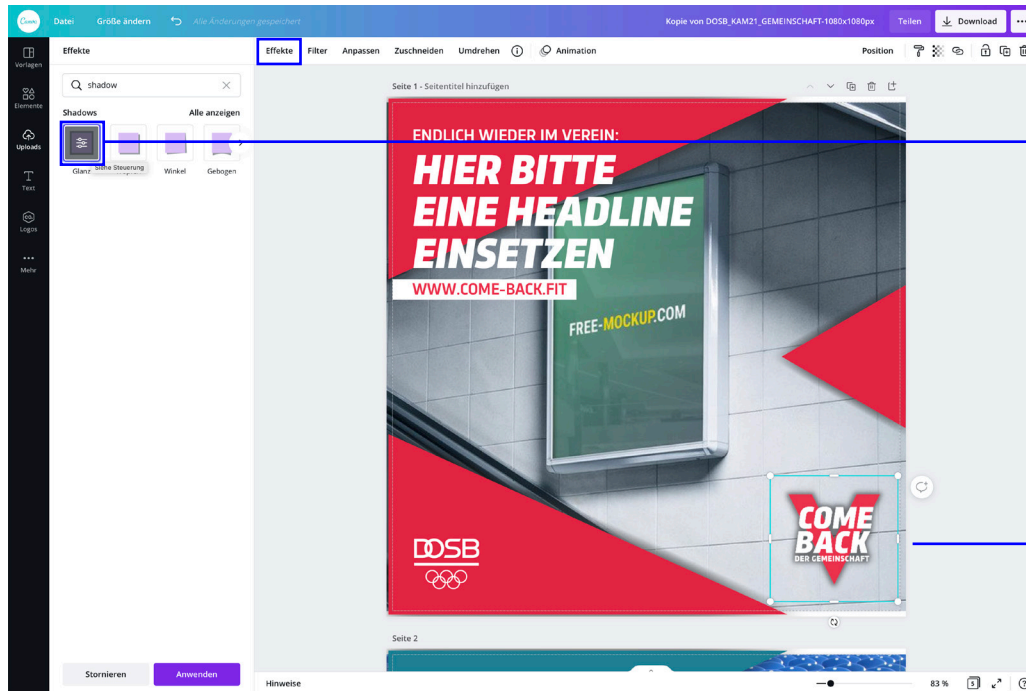 Canva
Datei Größe ändern Alle Änderungen gespeichert Kopie von DOSB_KAM21_GEMEINSCHAFT-1080x1080px Teilen Download
Effekte Effekte Filter Anpassen Zuschneiden Umdrehen Animation Position
Vorlagen
Elemente
Uploads
Text
co.
Logos
Mehr
shadow
Shadows Alle anzeigen
Siehe Steuerung
Glanz Winkel Gebogen
Stornieren Anwenden
Seite 1 - Seitentitel hinzufügen
ENDLICH WIEDER IM VEREIN:
HIER BITTE
EINE HEADLINE
EINSETZEN
WWW.COME-BACK.FIT
FREE-MOCKUP.COM
DOSB
COME
BACK
DER GEMEINSCHAFT
Seite 2
Hinweise 83 % 5